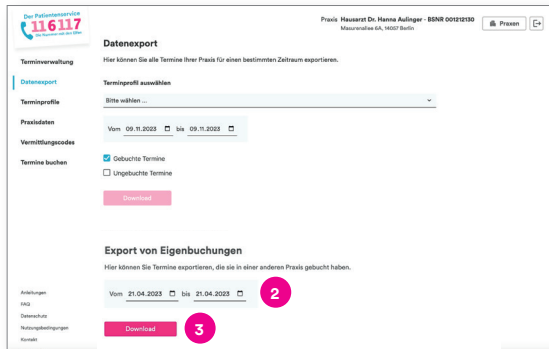 Der Patientenservice
116117
Die Nummer mit den Elfen
Praxis Hausarzt Dr. Hanna Aulinger - BSNR 001212130
Masurenallee 6A, 14057 Berlin
Praxen
Datenexport
Hier können Sie alle Termine Ihrer Praxis für einen bestimmten Zeitraum exportieren.
Terminverwaltung
Datenexport
Terminprofile
Praxisdaten
Vermittlungscodes
Termine buchen
Terminprofil auswählen
Bitte wählen ...
Vom 09.11.2023 bis 09.11.2023
Gebuchte Termine
Ungebuchte Termine
Download
Export von Eigenbuchungen
Hier können Sie Termine exportieren, die sie in einer anderen Praxis gebucht haben.
Vom 21.04.2023 bis 21.04.2023
2
Download
3
Anleitungen
FAQ
Datenschutz
Nutzungsbedingungen
Kontakt